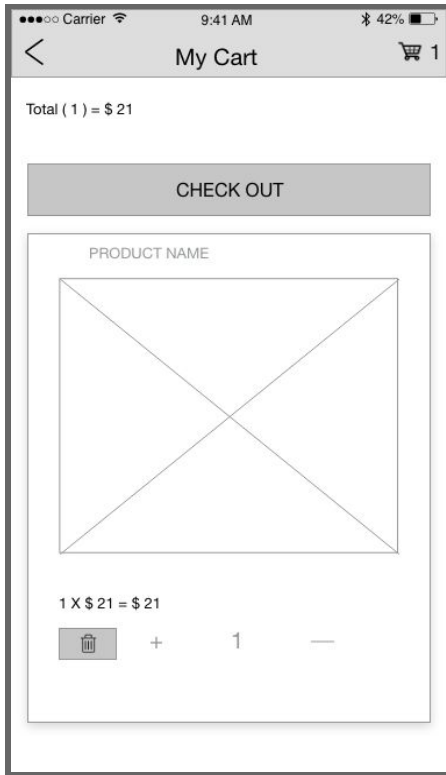 Carrier 9:41 AM 42%
My Cart 1
Total ( 1 ) = $ 21
CHECK OUT
PRODUCT NAME
1 X $ 21 = $ 21
+ 1 —